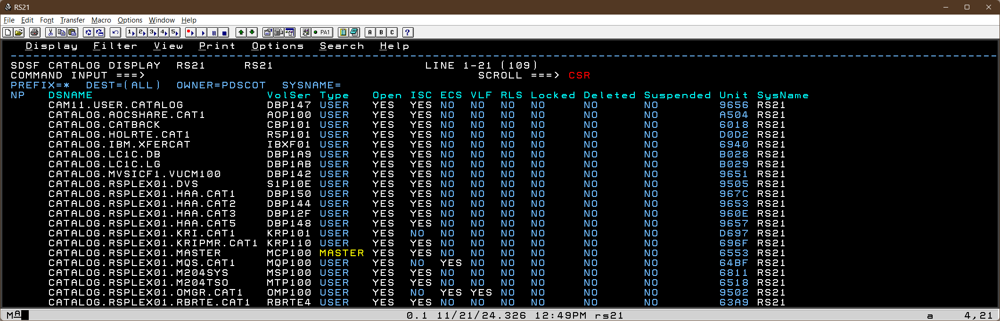 RS21
File Edit Font Transfer Macro Options Window Help
1 2 3 4 5 PA1 A B C ?
Display Filter View Print Options Search Help
SDSF CATALOG DISPLAY RS21 RS21 LINE 1-21 (109)
COMMAND INPUT ===> SCROLL ===> CSR
PREFIX=* DEST=(ALL) OWNER=PDSCOT SYSNAME=
NP DSNAME VolSer Type Open ISC ECS VLF RLS Locked Deleted Suspended Unit SysName
CAM11.USER.CATALOG DBP147 USER YES YES NO NO NO NO NO NO 9656 RS21
CATALOG.AOCSHARE.CAT1 AOP100 USER YES YES NO NO NO NO NO NO A504 RS21
CATALOG.CATBACK CBP101 USER YES YES NO NO NO NO NO NO 6018 RS21
CATALOG.HOLRTE.CAT1 R5P101 USER YES YES NO NO NO NO NO NO D0D2 RS21
CATALOG.IBM.XFERCAT IBXF01 USER YES YES NO NO NO NO NO NO 6940 RS21
CATALOG.LC1C.DB DBP1A9 USER YES YES NO NO NO NO NO NO B028 RS21
CATALOG.LC1C.LG DBP1AB USER YES YES NO NO NO NO NO NO B029 RS21
CATALOG.MVSICF1.VUCM100 DBP142 USER YES YES NO NO NO NO NO NO 9651 RS21
CATALOG.RSPLEX01.DVS S1P10E USER YES YES NO NO NO NO NO NO 9505 RS21
CATALOG.RSPLEX01.HAA.CAT1 DBP150 USER YES YES NO NO NO NO NO NO 967C RS21
CATALOG.RSPLEX01.HAA.CAT2 DBP144 USER YES YES NO NO NO NO NO NO 9653 RS21
CATALOG.RSPLEX01.HAA.CAT3 DBP12F USER YES YES NO NO NO NO NO NO 960E RS21
CATALOG.RSPLEX01.HAA.CAT5 DBP148 USER YES YES NO NO NO NO NO NO 9657 RS21
CATALOG.RSPLEX01.KRI.CAT1 KRP101 USER YES NO NO NO NO NO NO NO D697 RS21
CATALOG.RSPLEX01.KRIPMR.CAT1 KRP110 USER YES YES NO NO NO NO NO NO 696F RS21
CATALOG.RSPLEX01.MASTER MCP100 MASTER YES YES NO NO NO NO NO NO 6553 RS21
CATALOG.RSPLEX01.MQS.CAT1 MQP100 USER YES NO YES NO NO NO NO NO 64BF RS21
CATALOG.RSPLEX01.M204SYS MSP100 USER YES YES NO NO NO NO NO NO 6811 RS21
CATALOG.RSPLEX01.M204TSO MTP100 USER YES YES NO NO NO NO NO NO 6518 RS21
CATALOG.RSPLEX01.OMGR.CAT1 OMP100 USER YES NO YES YES NO NO NO NO 9502 RS21
CATALOG.RSPLEX01.RBRTE.CAT1 RBRTE4 USER YES YES NO NO NO NO NO NO 63A9 RS21
MA 0.1 11/21/24.326 12:49PM rs21 a 4,21